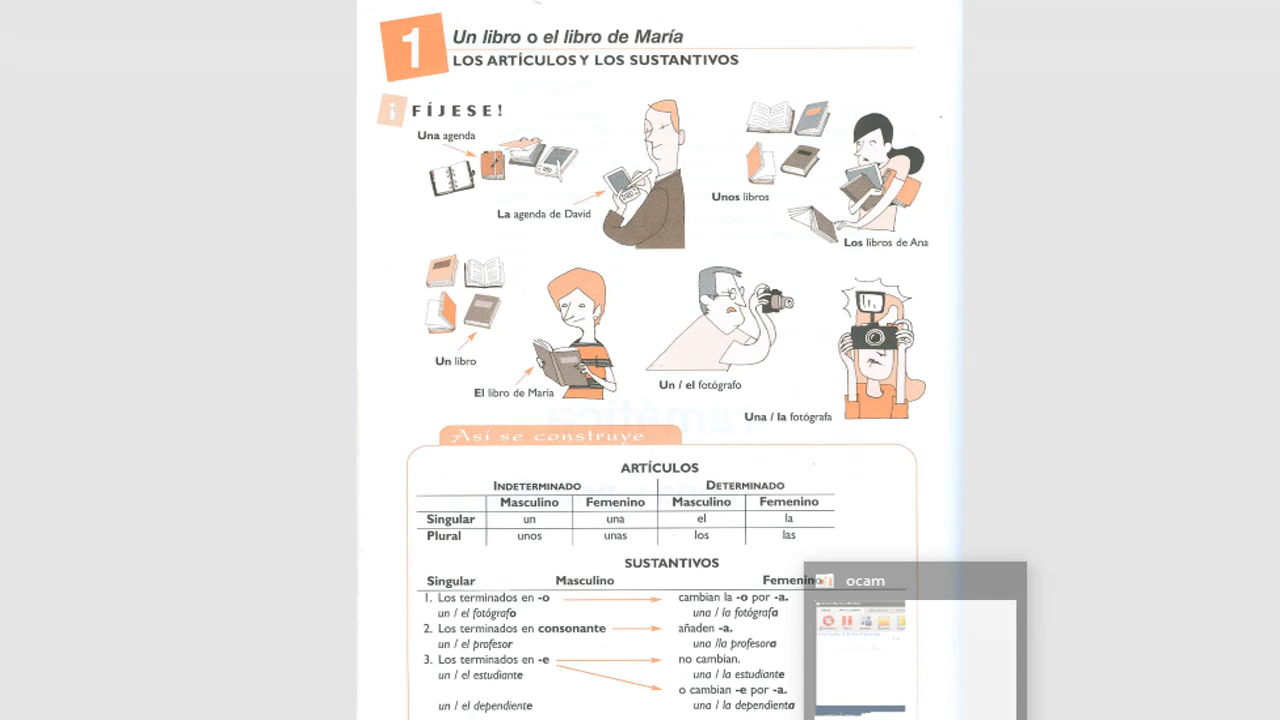 1
Un libro o el libro de María
LOS ARTÍCULOS Y LOS SUSTANTIVOS
¡ FÍJESE!
Una agenda
La agenda de David
Unos libros
Los libros de Ana
Un libro
El libro de María
Un / el fotógrafo
Una / la fotógrafa
Así se construye
ARTÍCULOS
INDETERMINADO DETERMINADO
Masculino Femenino Masculino Femenino
Singular un una el la
Plural unos unas los las
SUSTANTIVOS
Singular Masculino Femenino
1. Los terminados en -o cambian la -o por -a.
un / el fotógrafo una / la fotógrafa
2. Los terminados en consonante añaden -a.
un / el profesor una /la profesora
3. Los terminados en -e no cambian.
un / el estudiante una / la estudiante
o cambian -e por -a.
un / el dependiente una / la dependienta
ocam